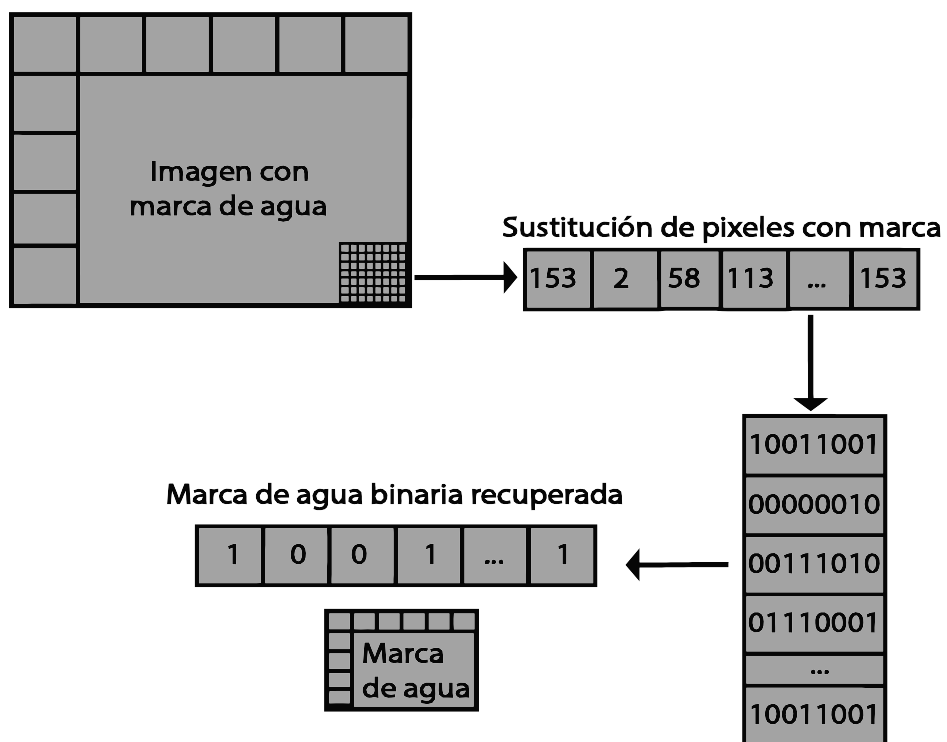 Imagen con
marca de agua
Sustitución de pixeles con marca
153 2 58 113 ... 153
10011001
00000010
00111010
01110001
...
10011001
Marca de agua binaria recuperada
1 0 0 1 ... 1
Marca
de agua